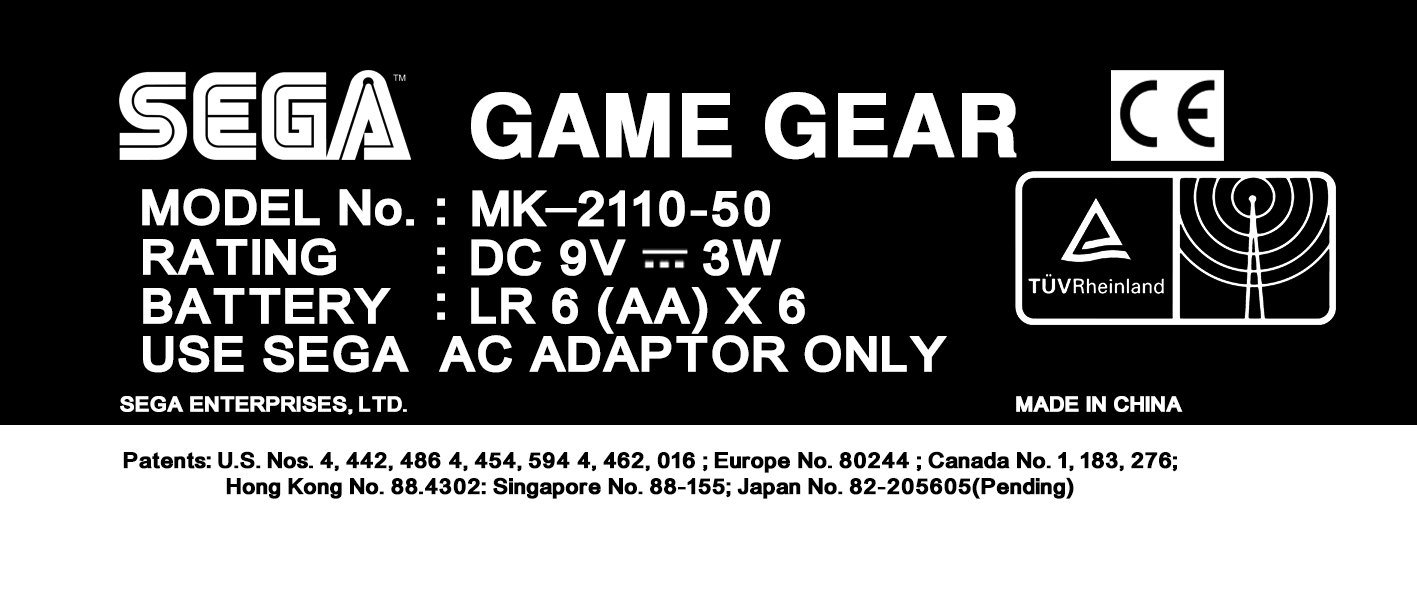 SEGA™ GAME GEAR CE
MODEL No. : MK—2110-50
RATING : DC 9V ⎓ 3W
BATTERY : LR 6 (AA) X 6
USE SEGA AC ADAPTOR ONLY
TÜVRheinland
SEGA ENTERPRISES, LTD.
MADE IN CHINA
Patents: U.S. Nos. 4, 442, 486 4, 454, 594 4, 462, 016 ; Europe No. 80244 ; Canada No. 1, 183, 276;
Hong Kong No. 88.4302: Singapore No. 88-155; Japan No. 82-205605(Pending)